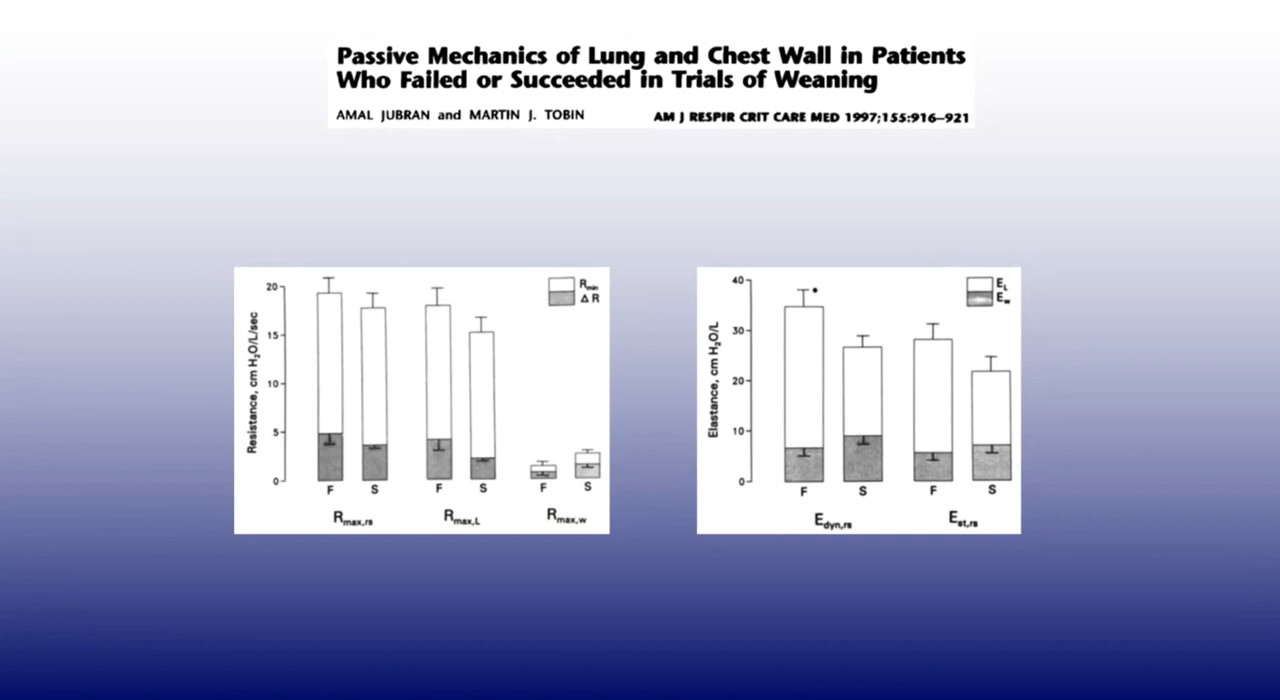 Passive Mechanics of Lung and Chest Wall in Patients
Who Failed or Succeeded in Trials of Weaning
AMAL JUBRAN and MARTIN J. TOBIN
AM J RESPIR CRIT CARE MED 1997;155:916–921
Resistance, cm H2O/L/sec
20
15
10
5
0
Rmin
Δ R
F S F S F S
Rmax,rs Rmax,L Rmax,w
Elastance, cm H2O/L
40
30
20
10
0
EL
Ew
F S F S
Edyn,rs Est,rs